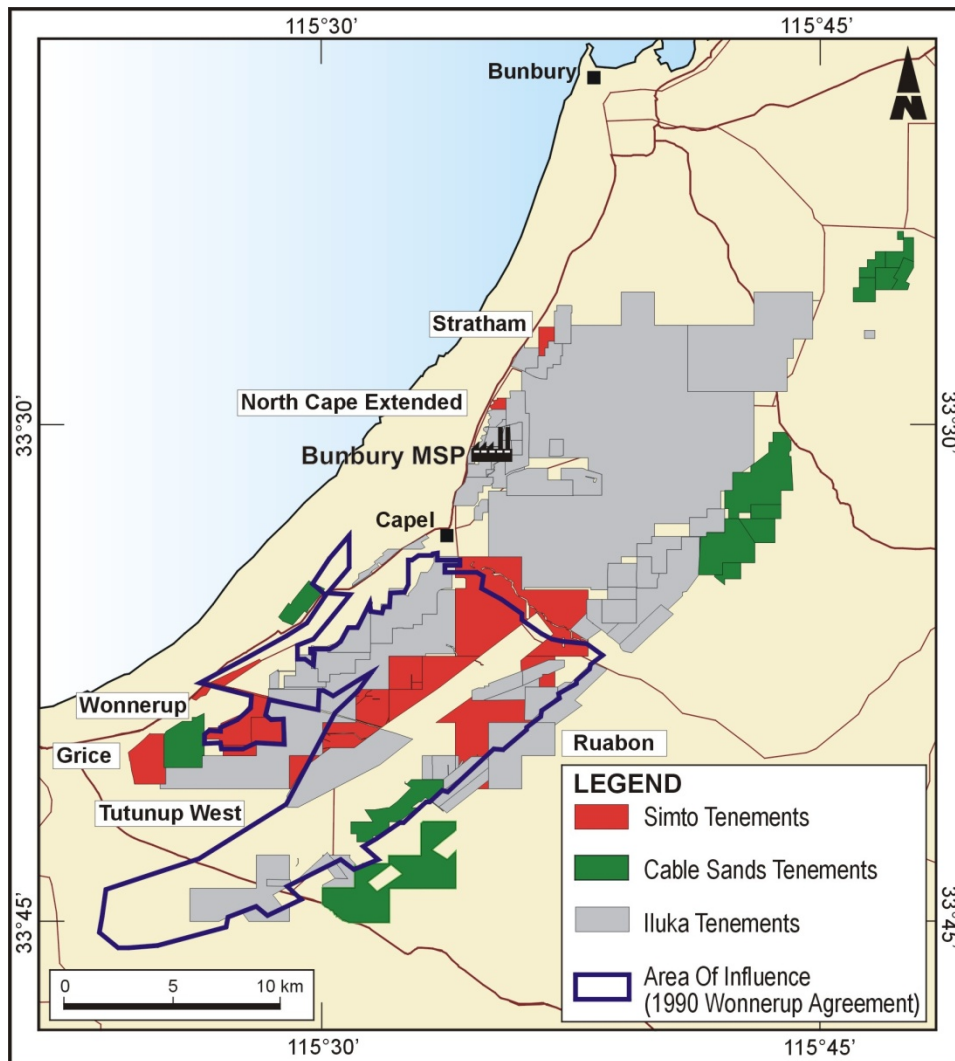 115°30’
115°45’
Bunbury
N
Stratham
North Cape Extended
33°30’
33°30’
Bunbury MSP
Capel
Wonnerup
Grice
Ruabon
Tutunup West
LEGEND
Simto Tenements
Cable Sands Tenements
Iluka Tenements
Area Of Influence
(1990 Wonnerup Agreement)
33°45’
33°45’
0 5 10 km
115°30’
115°45’